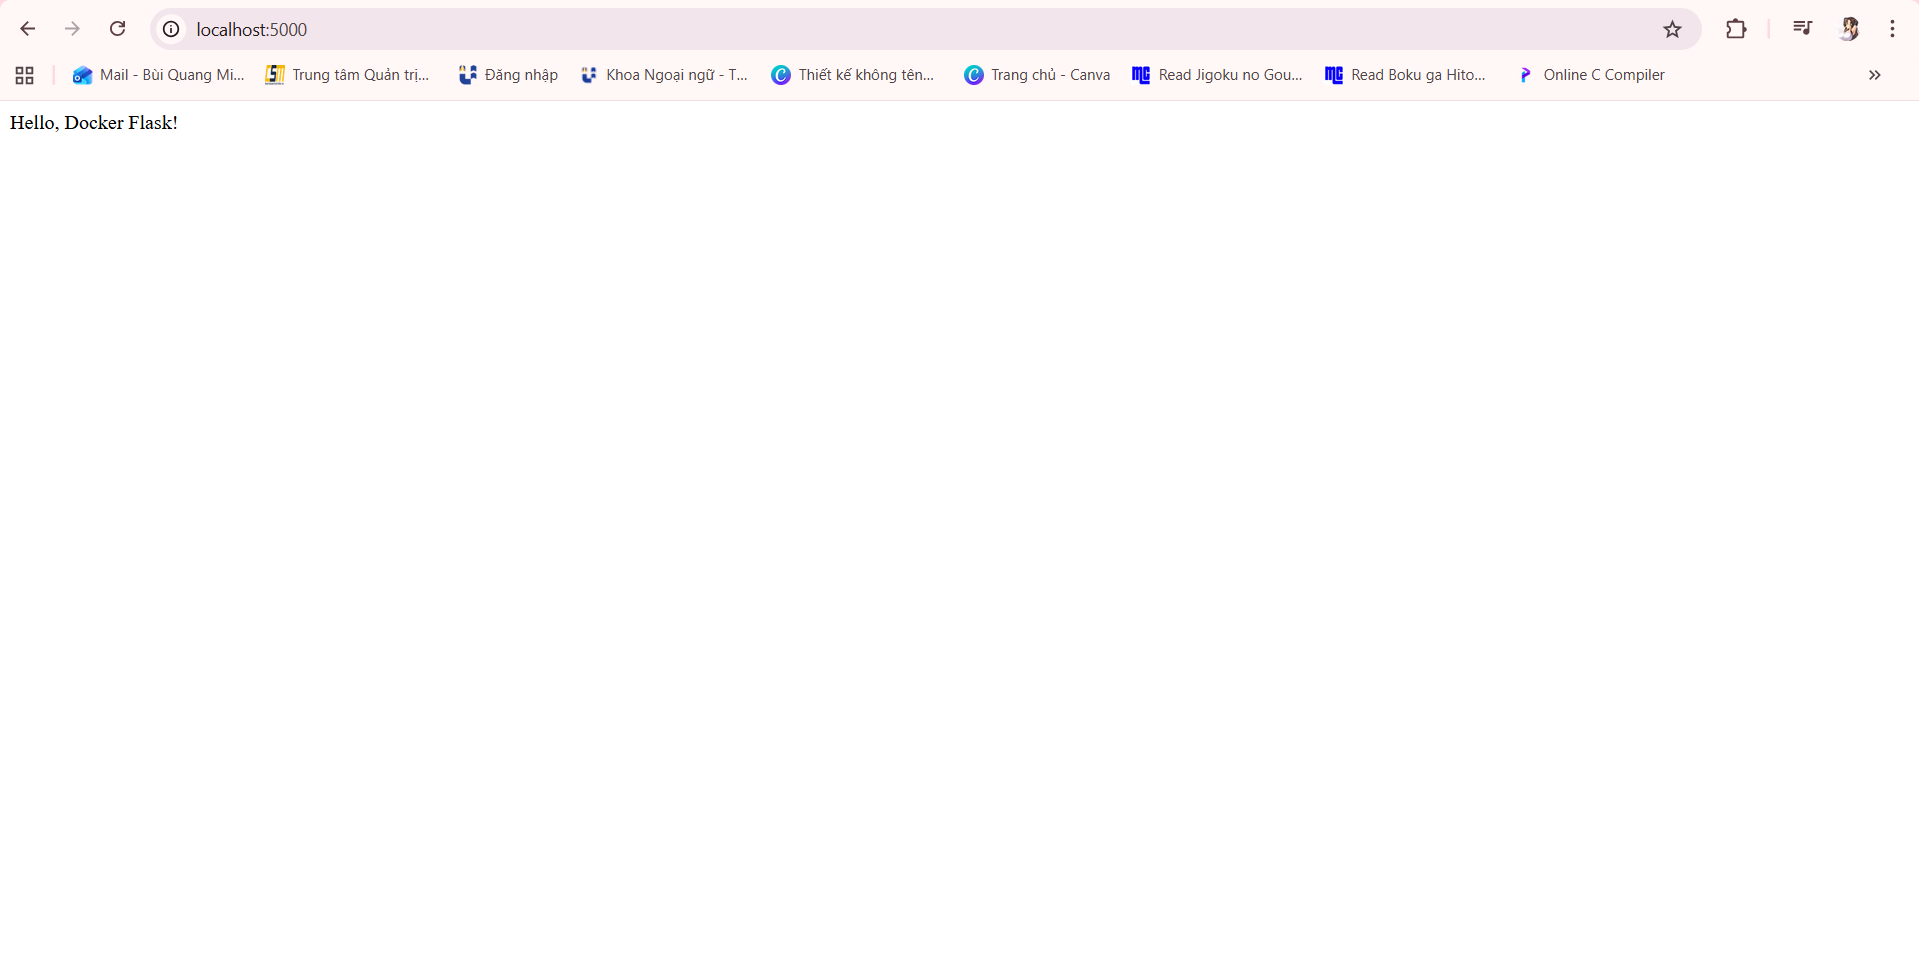 localhost:5000
Mail - Bùi Quang Mi... Trung tâm Quản trị... Đăng nhập Khoa Ngoại ngữ - T... Thiết kế không tên... Trang chủ - Canva Read Jigoku no Gou... Read Boku ga Hito... Online C Compiler
Hello, Docker Flask!